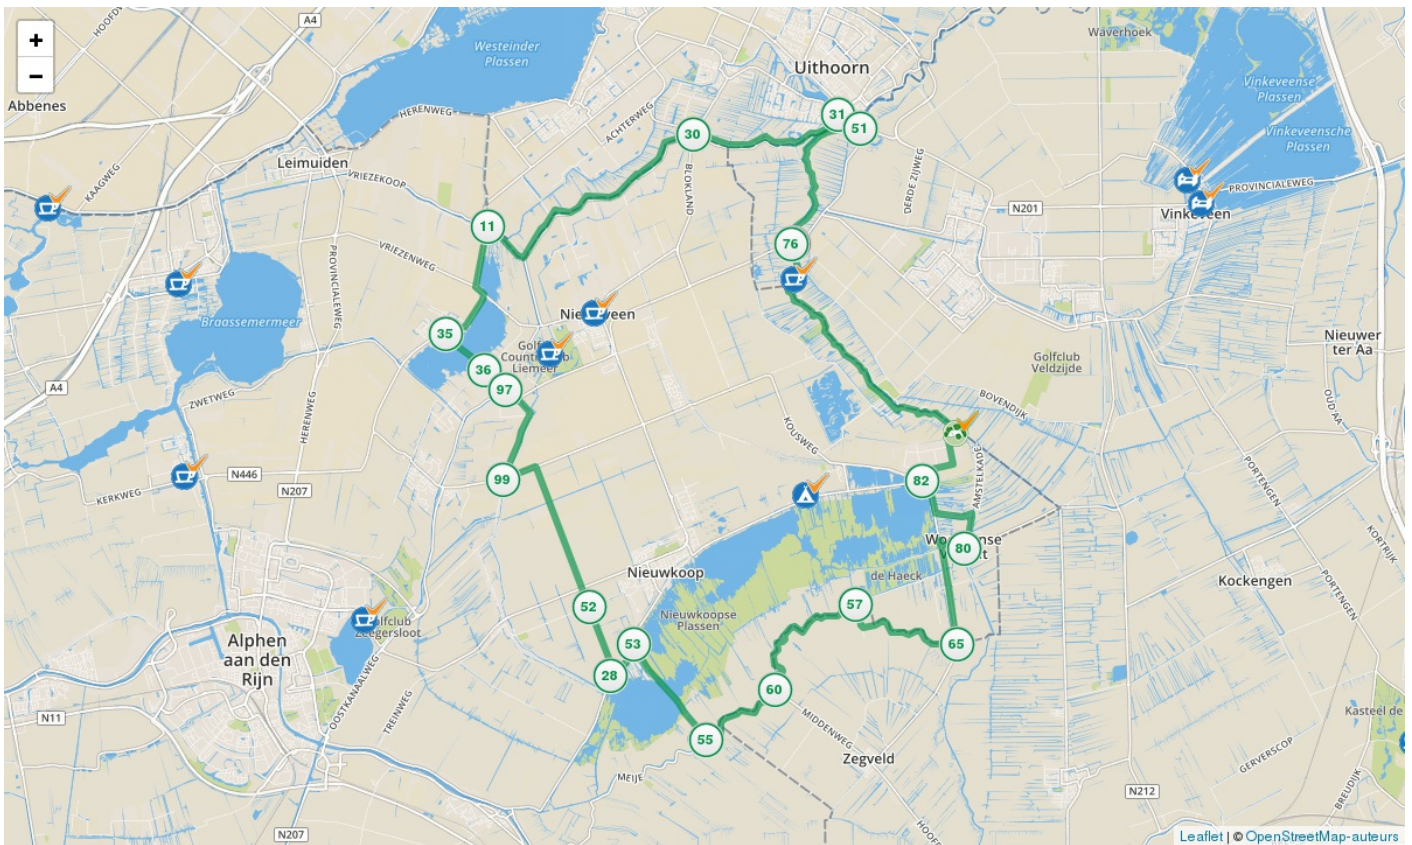 +
−
HOOFDW
A4
Westeinder
Plassen
Uithoorn
Waverhoek
Vinkeveense
Plassen
Abbenes
HERENWEG
ACHTERWEG
31
51
30
Vinkeveensche
Plassen
Leimuiden
KAAGWEG
VRIEZEKOOP
BLOKLAND
DERDE ZIJWEG
PROVINCIALEWEG
N201
Vinkeveen
11
76
VRIEZENWEG
PROVINCIALEWEG
Braassemermeer
35
Golfc
Country
Liemeer
36
97
Golfclub
Veldzijde
Nieuwer
ter Aa
A4
ZWETWEG
HERENWEG
BOVENDIJK
OUD AA
KOUSWEG
N446
99
82
AMSTELKADE
PORTENGEN
KERKWEG
N207
80
KORTRIJK
Nieuwkoop
de Haeck
Kockengen
PORTENGEN
52
57
Nieuwkoopse
Plassen
Zeegersloot
Alphen
aan den
Rijn
53
65
28
60
OOSTKANAALWEG
TREINWEG
N11
MIDDENWEG
Kasteel de
55
Zegveld
GERVERSCOP
MEIJE
BREUDIJK
N212
N207
HOOFD
Leaflet | © OpenStreetMap-auteurs